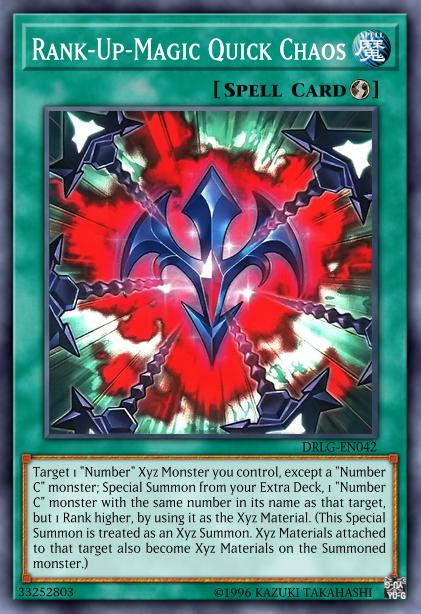 Rank-Up-Magic Quick Chaos
SPELL
魔
[Spell Card]
DRLG-EN042
Target 1 "Number" Xyz Monster you control, except a "Number
C" monster; Special Summon from your Extra Deck, 1 "Number
C" monster with the same number in its name as that target,
but 1 Rank higher, by using it as the Xyz Material. (This Special
Summon is treated as an Xyz Summon. Xyz Materials attached
to that target also become Xyz Materials on the Summoned
monster.)
33252803
©1996 KAZUKI TAKAHASHI